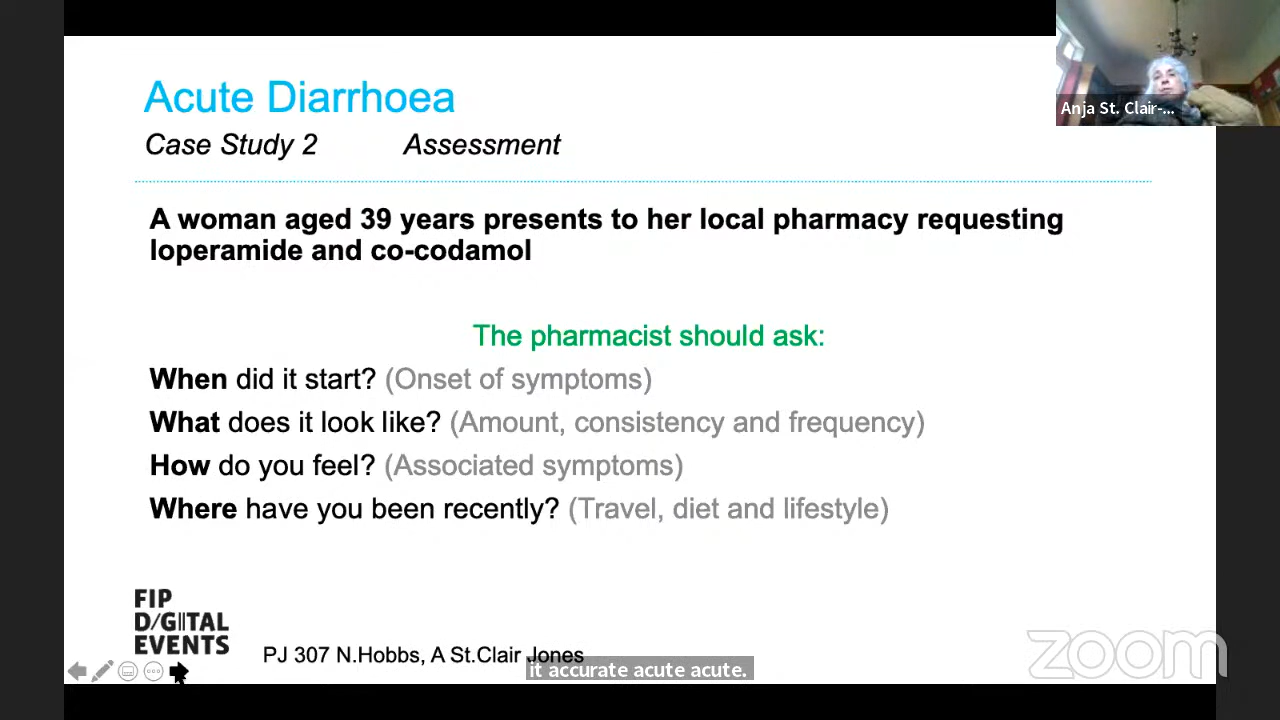 Acute Diarrhoea
Case Study 2 Assessment
Anja St. Clair-...
A woman aged 39 years presents to her local pharmacy requesting
loperamide and co-codamol
The pharmacist should ask:
When did it start? (Onset of symptoms)
What does it look like? (Amount, consistency and frequency)
How do you feel? (Associated symptoms)
Where have you been recently? (Travel, diet and lifestyle)
FIP
D/GITAL
EVENTS
PJ 307 N.Hobbs, A St.Clair Jones
it accurate acute acute.
zoom